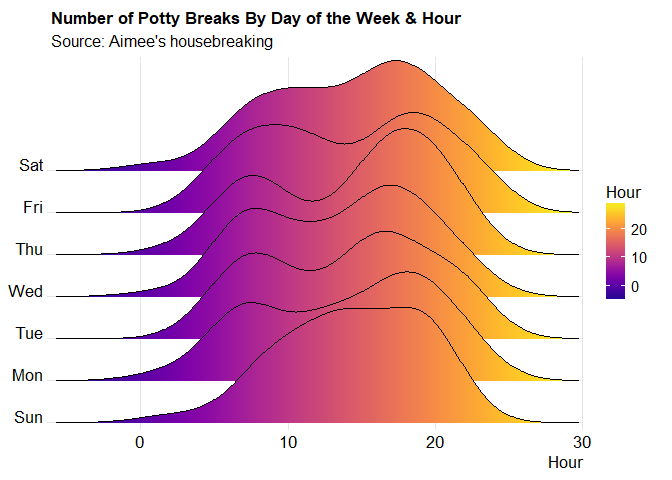 Number of Potty Breaks By Day of the Week & Hour
Source: Aimee's housebreaking
Sat
Fri
Thu
Wed
Tue
Mon
Sun
0 10 20 30
Hour
Hour
20
10
0